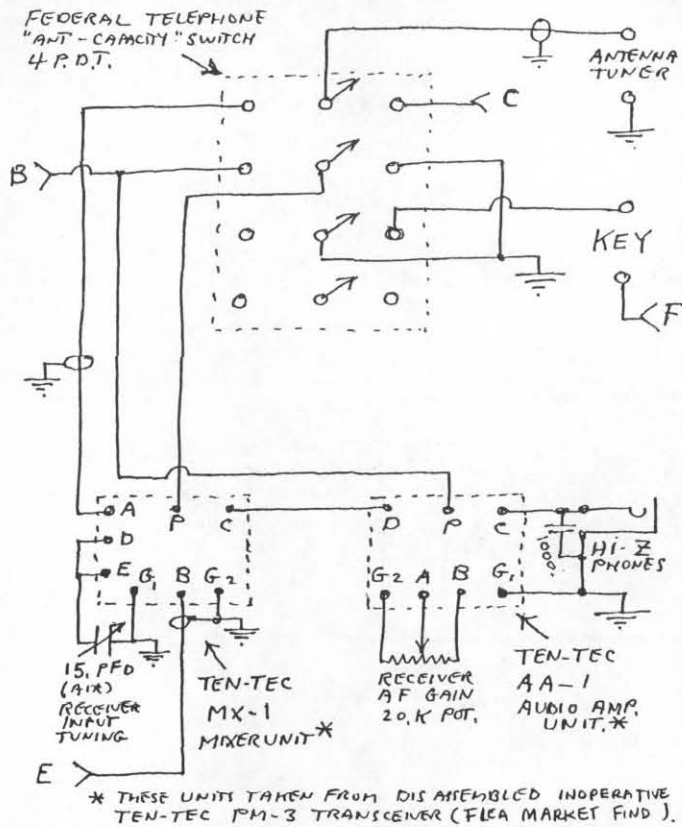 FEDERAL TELEPHONE
"ANT-CAPACITY" SWITCH
4 P.D.T.
ANTENNA
TUNER
C
B
KEY
F
A
P
C
D
E
G1
B
G2
D
P
C
G2
A
B
G1
.001
HI-Z
PHONES
15. PFD
(AIR)
RECEIVER
INPUT
TUNING
TEN-TEC
MX-1
MIXER UNIT*
RECEIVER
AF GAIN
20.K POT.
TEN-TEC
AA-1
AUDIO AMP.
UNIT.*
E
* THESE UNITS TAKEN FROM DISASSEMBLED INOPERATIVE
TEN-TEC PM-3 TRANSCEIVER (FLEA MARKET FIND).